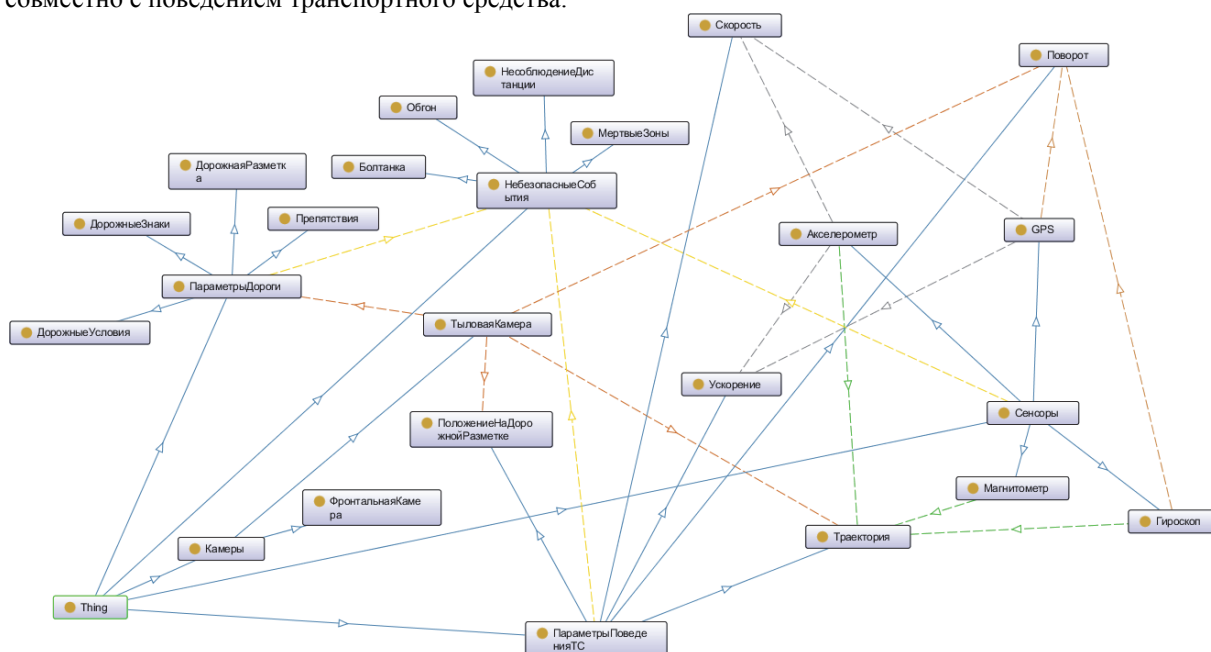 совместно с поведением транспортного средства.
Скорость
Поворот
НесоблюдениеДис
танции
Обгон
МертвыеЗоны
ДорожнаяРазметк
а
Болтанка
НебезопасныеСоб
ытия
ДорожныеЗнаки
Препятствия
Акселерометр
GPS
ПараметрыДороги
ДорожныеУсловия
ТыловаяКамера
Ускорение
Сенсоры
ПоложениеНаДоро
жнойРазметке
Магнитометр
ФронтальнаяКаме
ра
Гироскоп
Траектория
Камеры
Thing
ПараметрыПоведе
нияТС